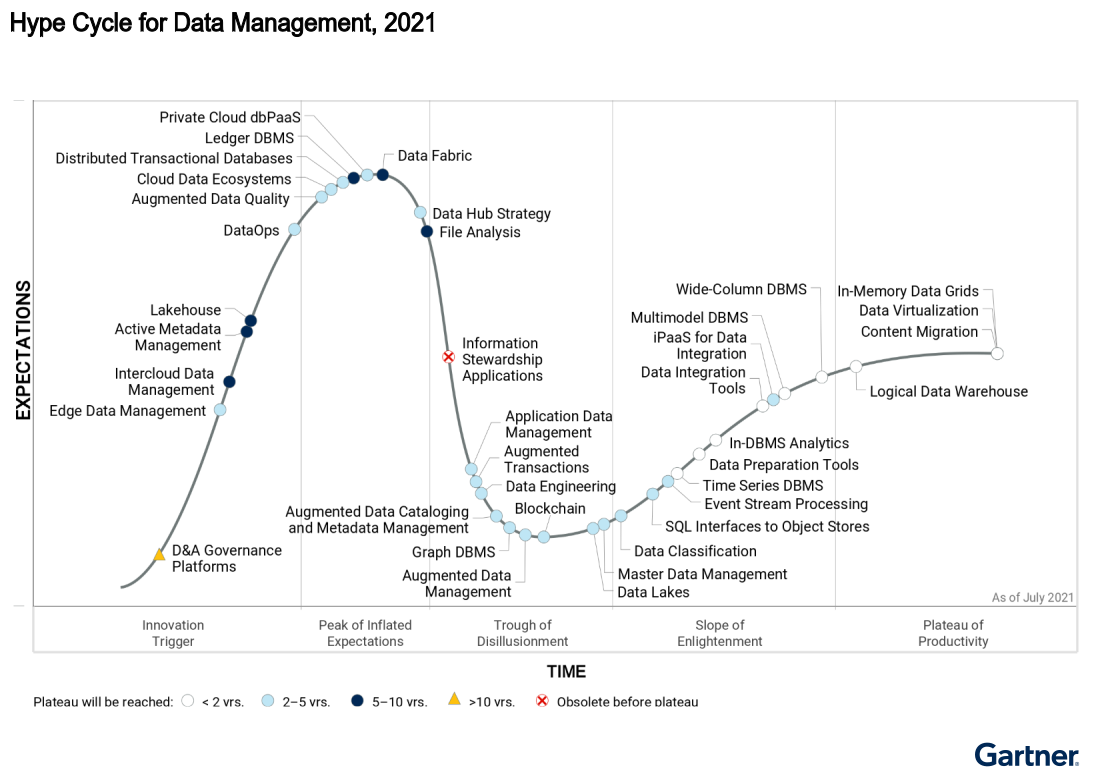 Hype Cycle for Data Management, 2021
Private Cloud dbPaaS
Ledger DBMS
Distributed Transactional Databases
Cloud Data Ecosystems
Augmented Data Quality
DataOps
Data Fabric
Data Hub Strategy
File Analysis
Lakehouse
Active Metadata
Management
Intercloud Data
Management
Edge Data Management
D&A Governance
Platforms
Information
Stewardship
Applications
Application Data
Management
Augmented
Transactions
Data Engineering
Augmented Data Cataloging
and Metadata Management
Blockchain
Graph DBMS
Augmented Data
Management
Wide-Column DBMS
Multimodel DBMS
iPaaS for Data
Integration
Data Integration
Tools
In-Memory Data Grids
Data Virtualization
Content Migration
Logical Data Warehouse
In-DBMS Analytics
Data Preparation Tools
Time Series DBMS
Event Stream Processing
SQL Interfaces to Object Stores
Data Classification
Master Data Management
Data Lakes
EXPECTATIONS
As of July 2021
Innovation
Trigger
Peak of Inflated
Expectations
Trough of
Disillusionment
Slope of
Enlightenment
Plateau of
Productivity
TIME
Plateau will be reached: < 2 yrs. 2–5 yrs. 5–10 yrs. >10 yrs. Obsolete before plateau
Gartner